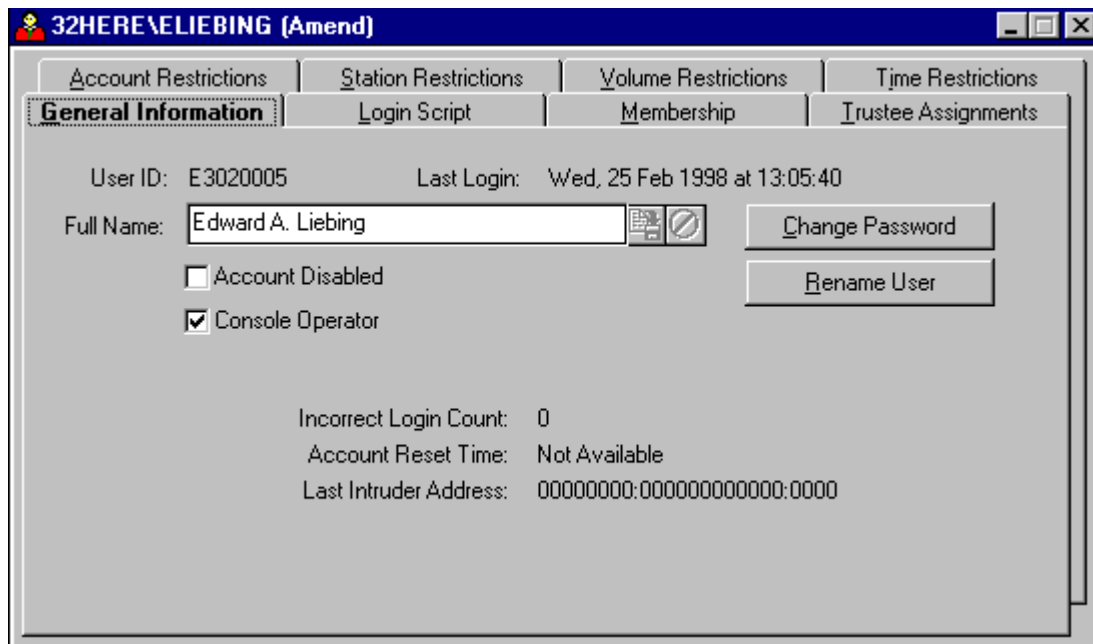 32HERE\ELIEBING (Amend)
Account Restrictions Station Restrictions Volume Restrictions Time Restrictions
General Information Login Script Membership Trustee Assignments
User ID: E3020005 Last Login: Wed, 25 Feb 1998 at 13:05:40
Full Name: Edward A. Liebing Change Password
Account Disabled Rename User
Console Operator
Incorrect Login Count: 0
Account Reset Time: Not Available
Last Intruder Address: 00000000:000000000000:0000